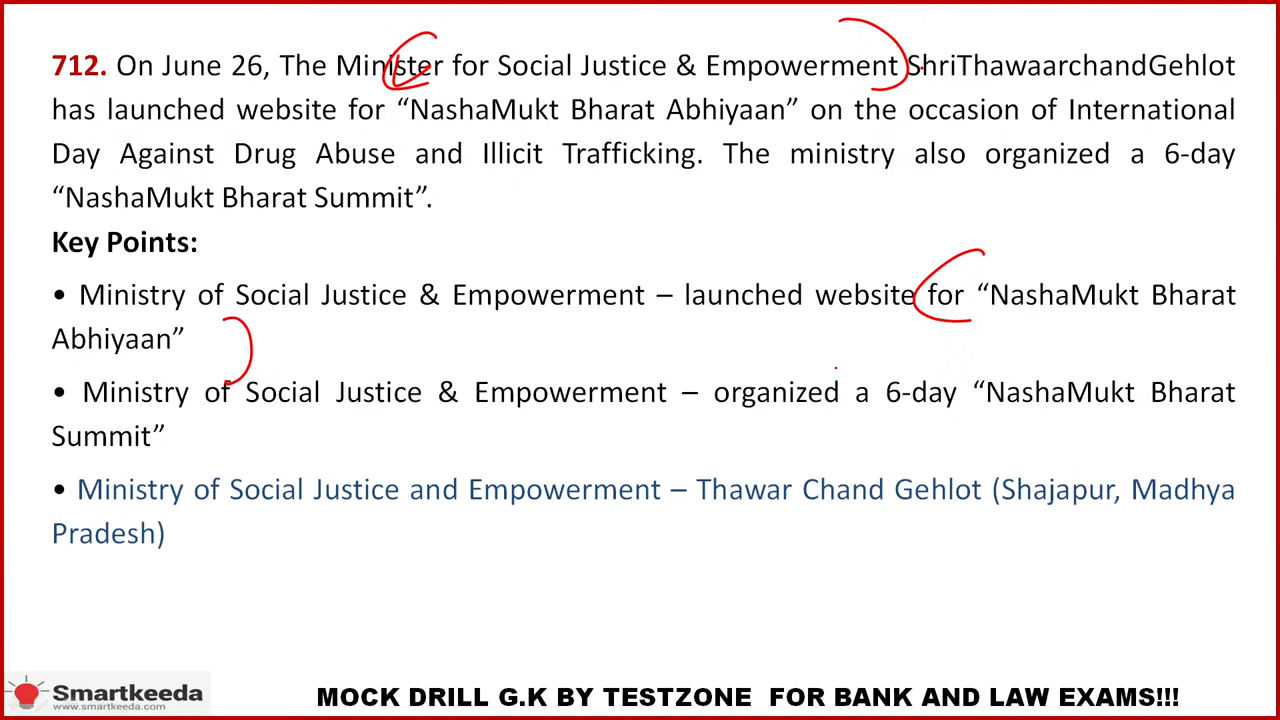 712. On June 26, The Minister for Social Justice & Empowerment ShriThawaarchandGehlot
has launched website for “NashaMukt Bharat Abhiyaan” on the occasion of International
Day Against Drug Abuse and Illicit Trafficking. The ministry also organized a 6-day
“NashaMukt Bharat Summit”.
Key Points:
• Ministry of Social Justice & Empowerment – launched website for “NashaMukt Bharat
Abhiyaan”
• Ministry of Social Justice & Empowerment – organized a 6-day “NashaMukt Bharat
Summit”
• Ministry of Social Justice and Empowerment – Thawar Chand Gehlot (Shajapur, Madhya
Pradesh)
Smartkeeda
www.smartkeeda.com
MOCK DRILL G.K BY TESTZONE FOR BANK AND LAW EXAMS!!!